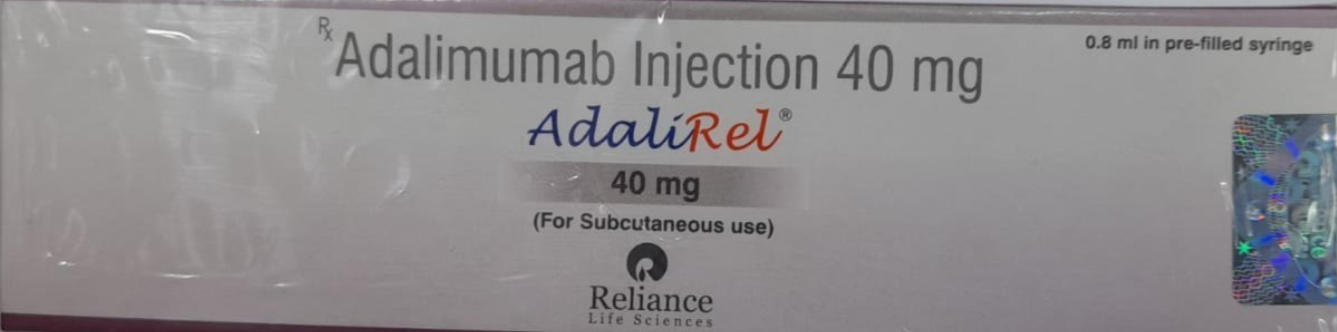 Rx Adalimumab Injection 40 mg
0.8 ml in pre-filled syringe
AdaliRel®
40 mg
(For Subcutaneous use)
Reliance
Life Sciences